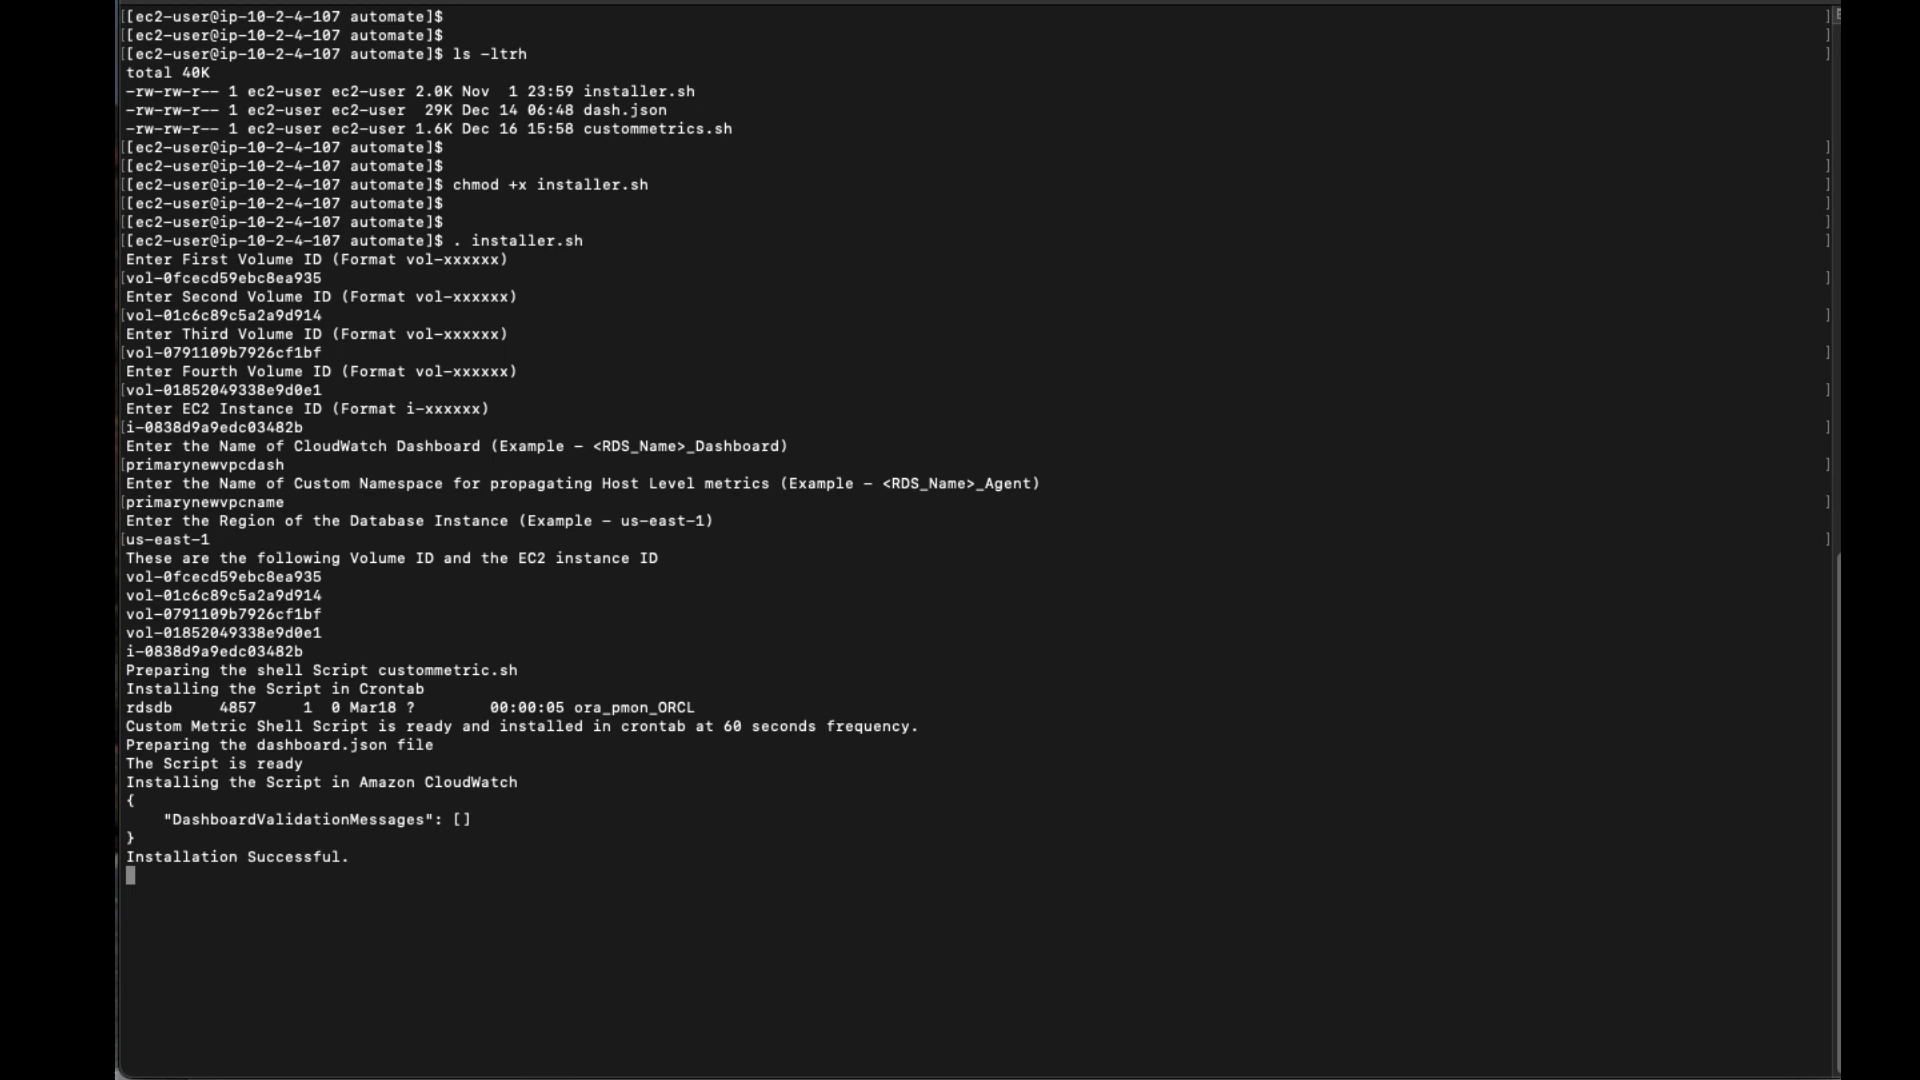 [[ec2-user@ip-10-2-4-107 automate]$ ]
[[ec2-user@ip-10-2-4-107 automate]$ ]
[[ec2-user@ip-10-2-4-107 automate]$ ls -ltrh ]
total 40K
-rw-rw-r-- 1 ec2-user ec2-user 2.0K Nov  1 23:59 installer.sh
-rw-rw-r-- 1 ec2-user ec2-user  29K Dec 14 06:48 dash.json
-rw-rw-r-- 1 ec2-user ec2-user 1.6K Dec 16 15:58 custommetrics.sh
[[ec2-user@ip-10-2-4-107 automate]$ ]
[[ec2-user@ip-10-2-4-107 automate]$ ]
[[ec2-user@ip-10-2-4-107 automate]$ chmod +x installer.sh ]
[[ec2-user@ip-10-2-4-107 automate]$ ]
[[ec2-user@ip-10-2-4-107 automate]$ ]
[[ec2-user@ip-10-2-4-107 automate]$ . installer.sh ]
Enter First Volume ID (Format vol-xxxxxx)
[vol-0fcecd59ebc8ea935 ]
Enter Second Volume ID (Format vol-xxxxxx)
[vol-01c6c89c5a2a9d914 ]
Enter Third Volume ID (Format vol-xxxxxx)
[vol-0791109b7926cf1bf ]
Enter Fourth Volume ID (Format vol-xxxxxx)
[vol-01852049338e9d0e1 ]
Enter EC2 Instance ID (Format i-xxxxxx)
[i-0838d9a9edc03482b ]
Enter the Name of CloudWatch Dashboard (Example - <RDS_Name>_Dashboard)
[primarynewvpcdash ]
Enter the Name of Custom Namespace for propagating Host Level metrics (Example - <RDS_Name>_Agent)
[primarynewvpcname ]
Enter the Region of the Database Instance (Example - us-east-1)
[us-east-1 ]
These are the following Volume ID and the EC2 instance ID
vol-0fcecd59ebc8ea935
vol-01c6c89c5a2a9d914
vol-0791109b7926cf1bf
vol-01852049338e9d0e1
i-0838d9a9edc03482b
Preparing the shell Script custommetric.sh
Installing the Script in Crontab
rdsdb     4857     1  0 Mar18 ?        00:00:05 ora_pmon_ORCL
Custom Metric Shell Script is ready and installed in crontab at 60 seconds frequency.
Preparing the dashboard.json file
The Script is ready
Installing the Script in Amazon CloudWatch
{
    "DashboardValidationMessages": []
}
Installation Successful.